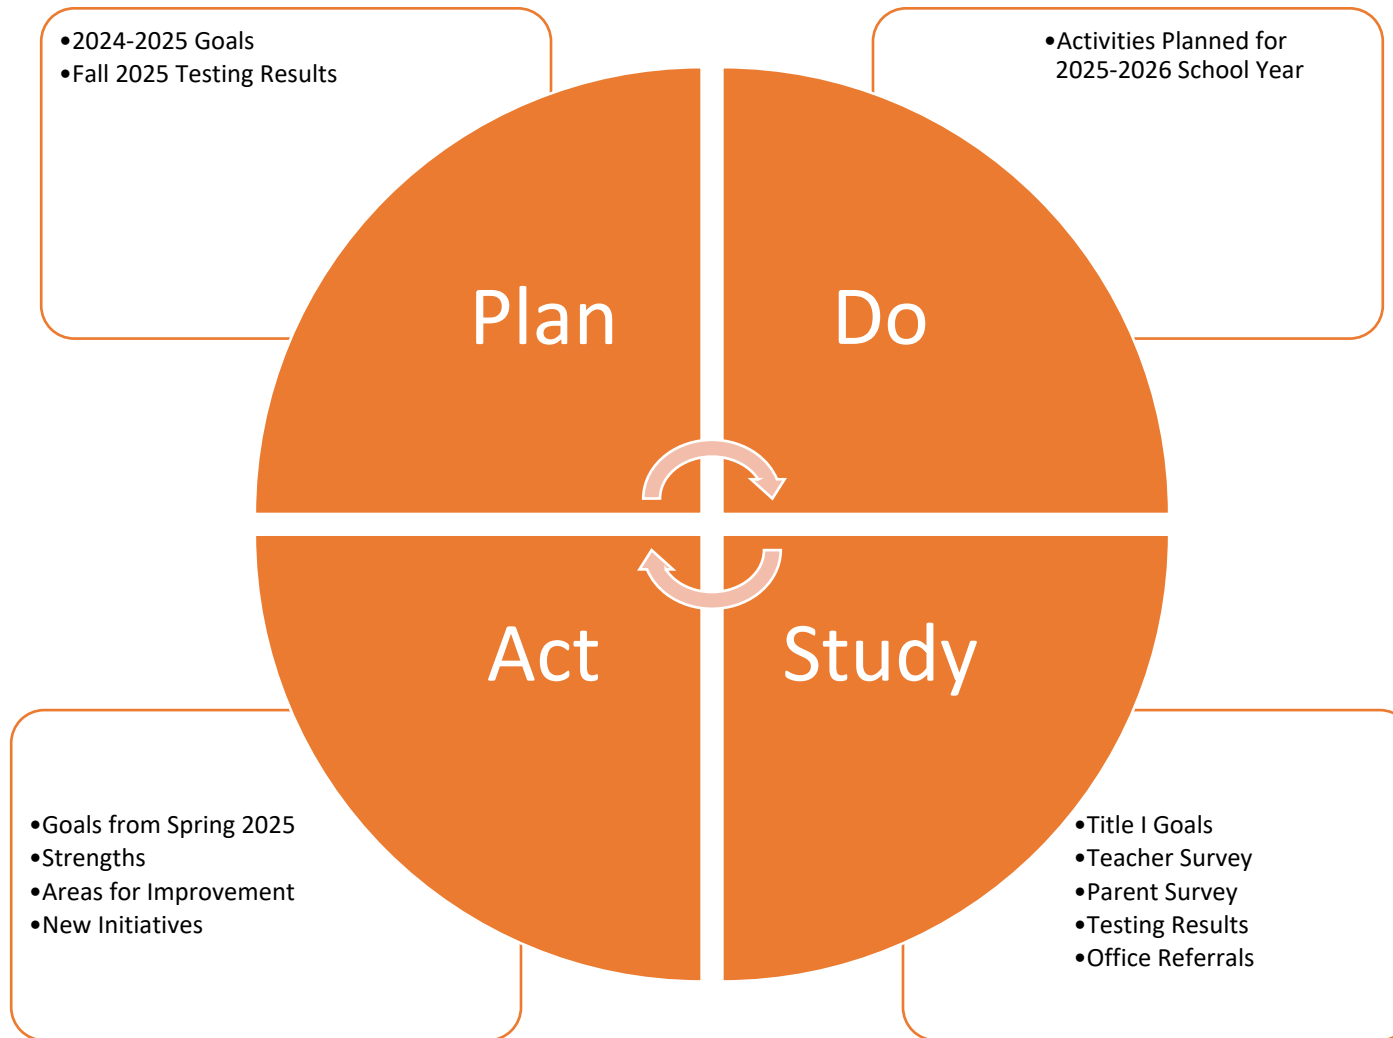 •2024-2025 Goals
•Fall 2025 Testing Results
•Activities Planned for
2025-2026 School Year
Plan
Do
Act
Study
•Goals from Spring 2025
•Strengths
•Areas for Improvement
•New Initiatives
•Title I Goals
•Teacher Survey
•Parent Survey
•Testing Results
•Office Referrals